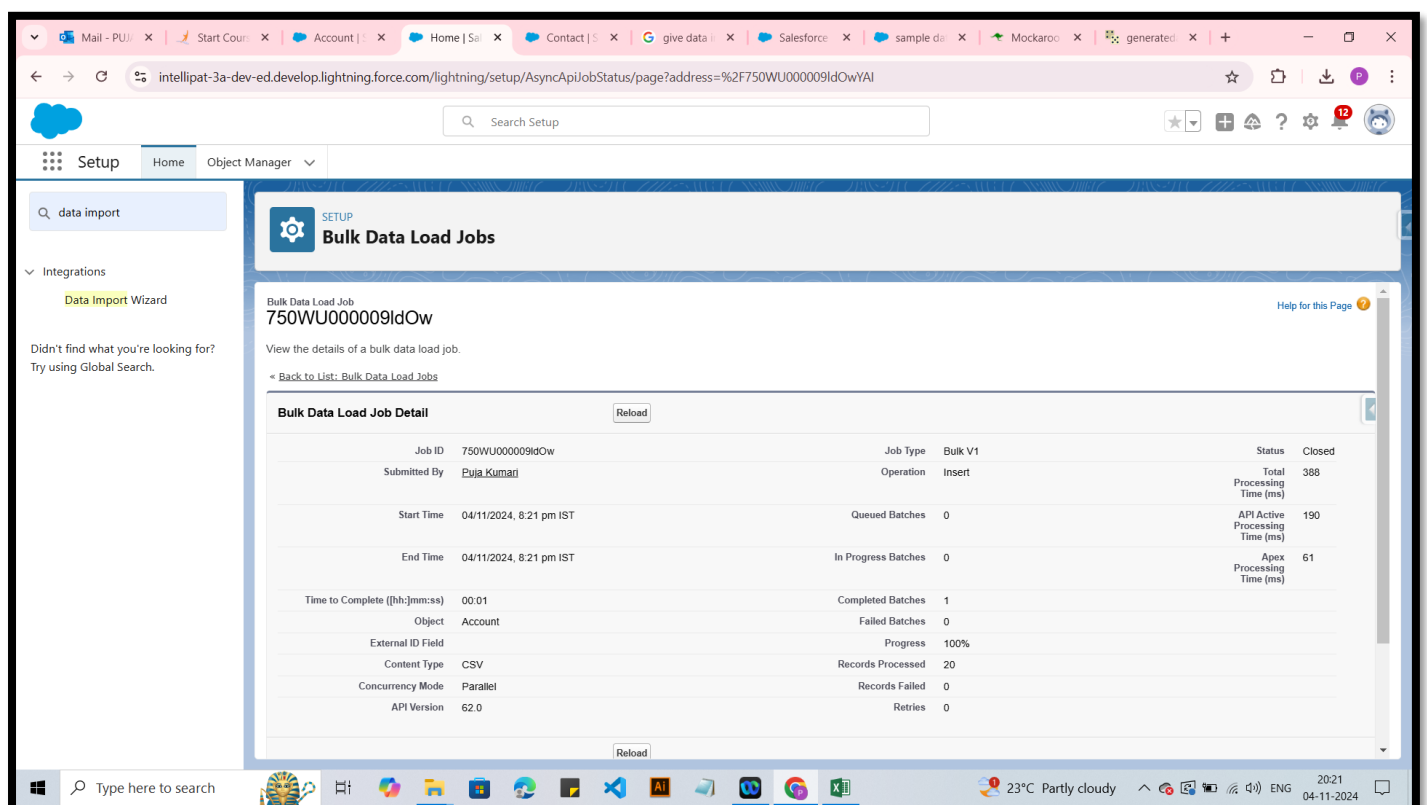 Mail - PUJ
Start Cour
Account | S
Home | Sal
Contact | S
give data i
Salesforce
sample da
Mockaroo
generated
intellipat-3a-dev-ed.develop.lightning.force.com/lightning/setup/AsyncApiJobStatus/page?address=%2F750WU000009IdOwYAI
P
Search Setup
12
Setup
Home
Object Manager
data import
SETUP
Bulk Data Load Jobs
Integrations
Data Import Wizard
Didn't find what you're looking for?
Try using Global Search.
Bulk Data Load Job
750WU000009IdOw
Help for this Page
View the details of a bulk data load job.
« Back to List: Bulk Data Load Jobs
Bulk Data Load Job Detail
Reload
Job ID 750WU000009IdOw Job Type Bulk V1 Status Closed
Submitted By Puja Kumari Operation Insert Total Processing Time (ms) 388
Start Time 04/11/2024, 8:21 pm IST Queued Batches 0 API Active Processing Time (ms) 190
End Time 04/11/2024, 8:21 pm IST In Progress Batches 0 Apex Processing Time (ms) 61
Time to Complete ([hh:]mm:ss) 00:01 Completed Batches 1
Object Account Failed Batches 0
External ID Field Progress 100%
Content Type CSV Records Processed 20
Concurrency Mode Parallel Records Failed 0
API Version 62.0 Retries 0
Reload
Type here to search
Ai
23°C Partly cloudy
ENG
20:21
04-11-2024